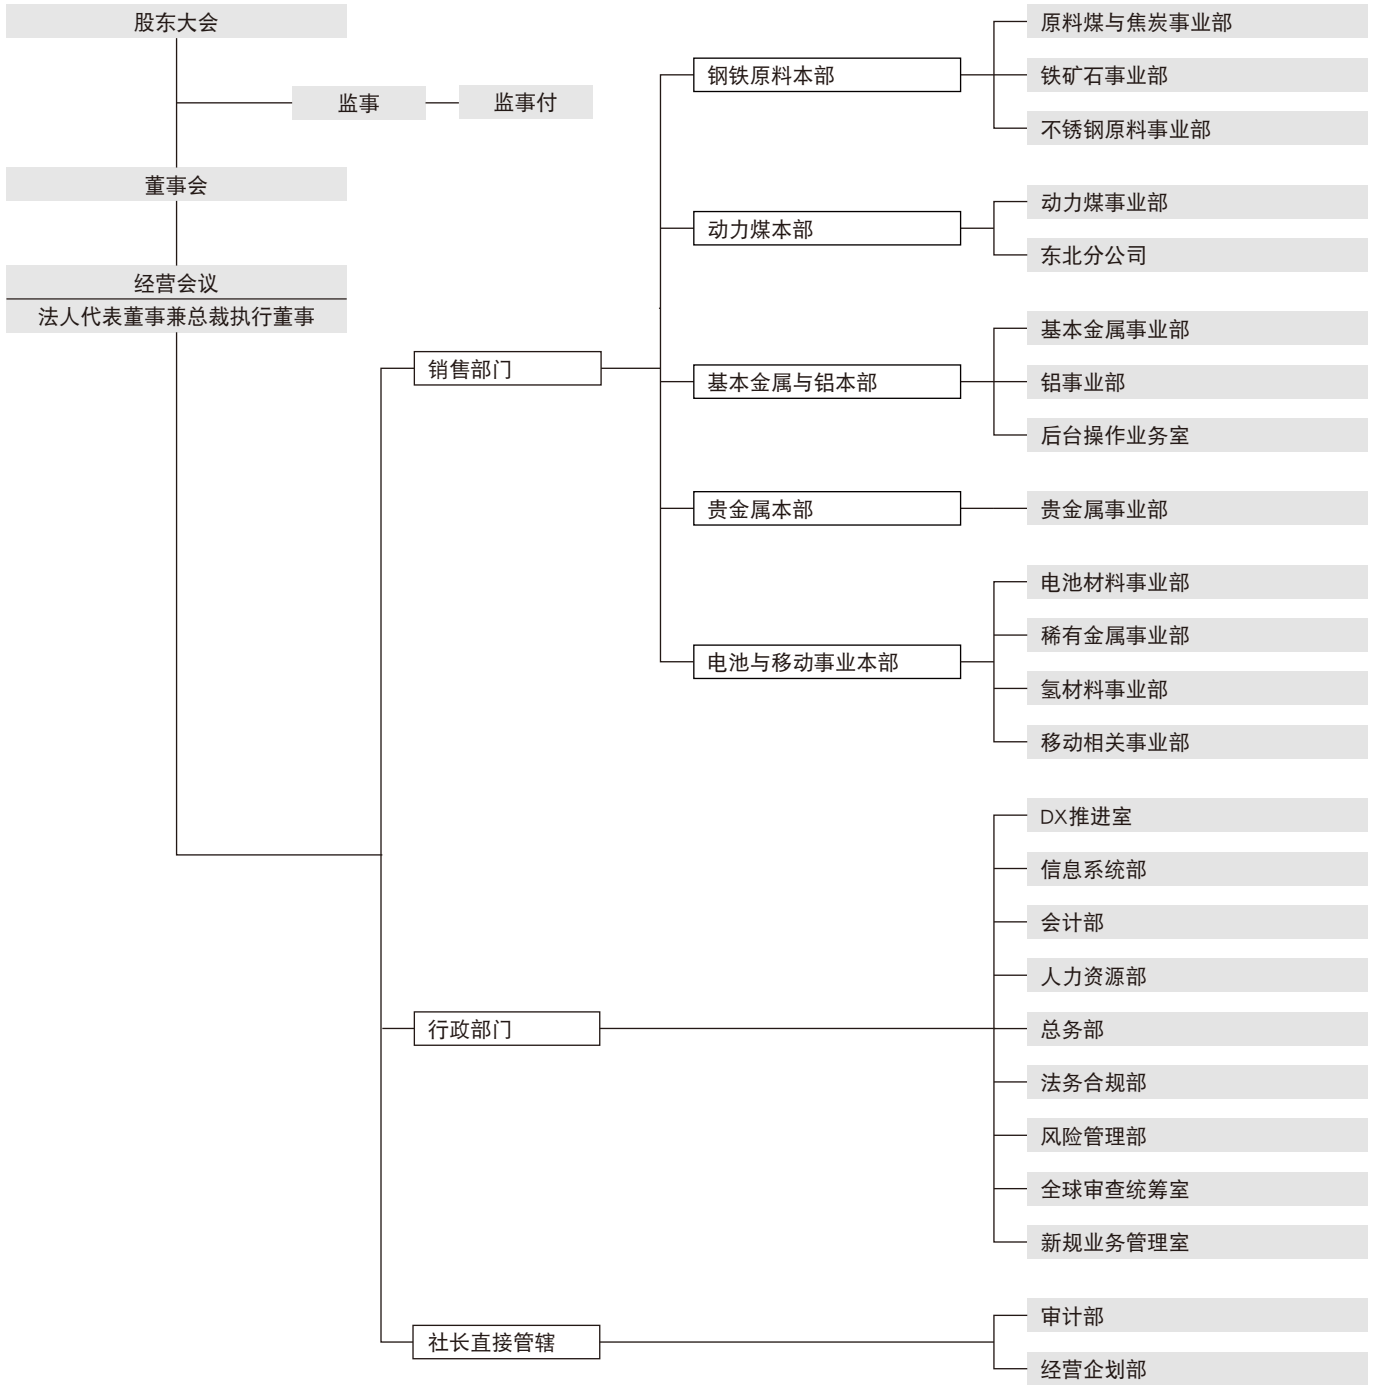 股东大会
监事
监事付
董事会
经营会议
法人代表董事兼总裁执行董事
销售部门
钢铁原料本部
原料煤与焦炭事业部
铁矿石事业部
不锈钢原料事业部
动力煤本部
动力煤事业部
东北分公司
基本金属与铝本部
基本金属事业部
铝事业部
后台操作业务室
贵金属本部
贵金属事业部
电池与移动事业本部
电池材料事业部
稀有金属事业部
氢材料事业部
移动相关事业部
行政部门
DX推进室
信息系统部
会计部
人力资源部
总务部
法务合规部
风险管理部
全球审查统筹室
新规业务管理室
社长直接管辖
审计部
经营企划部